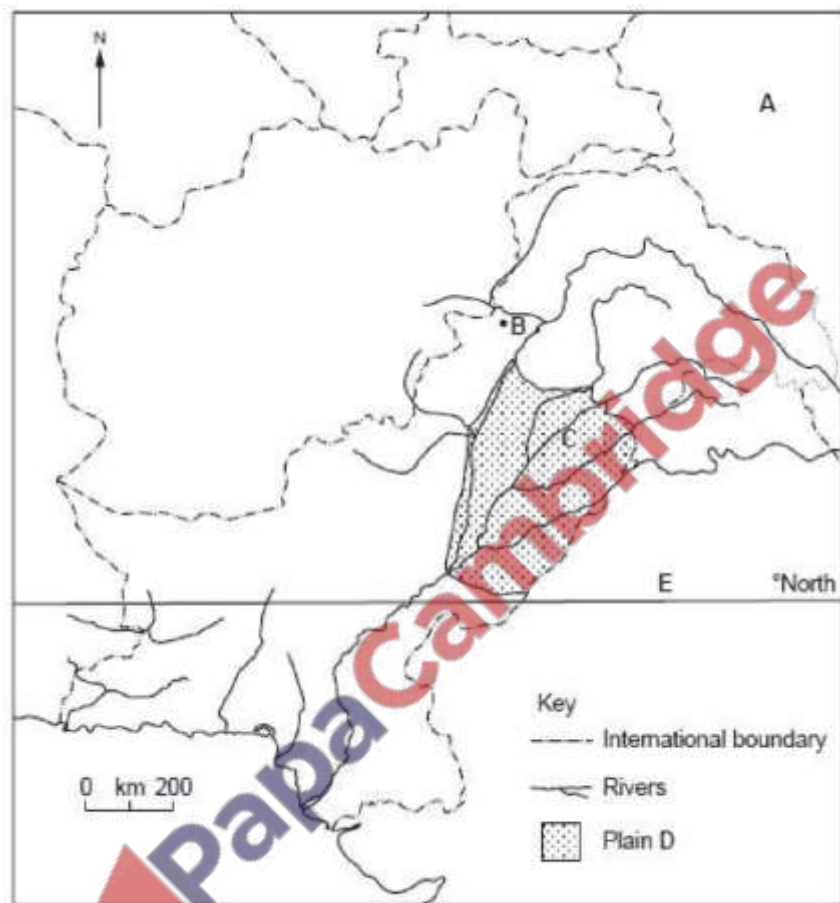 N
A
B
C
E
°North
Key
International boundary
0 km 200
Rivers
Plain D
PapaCambridge